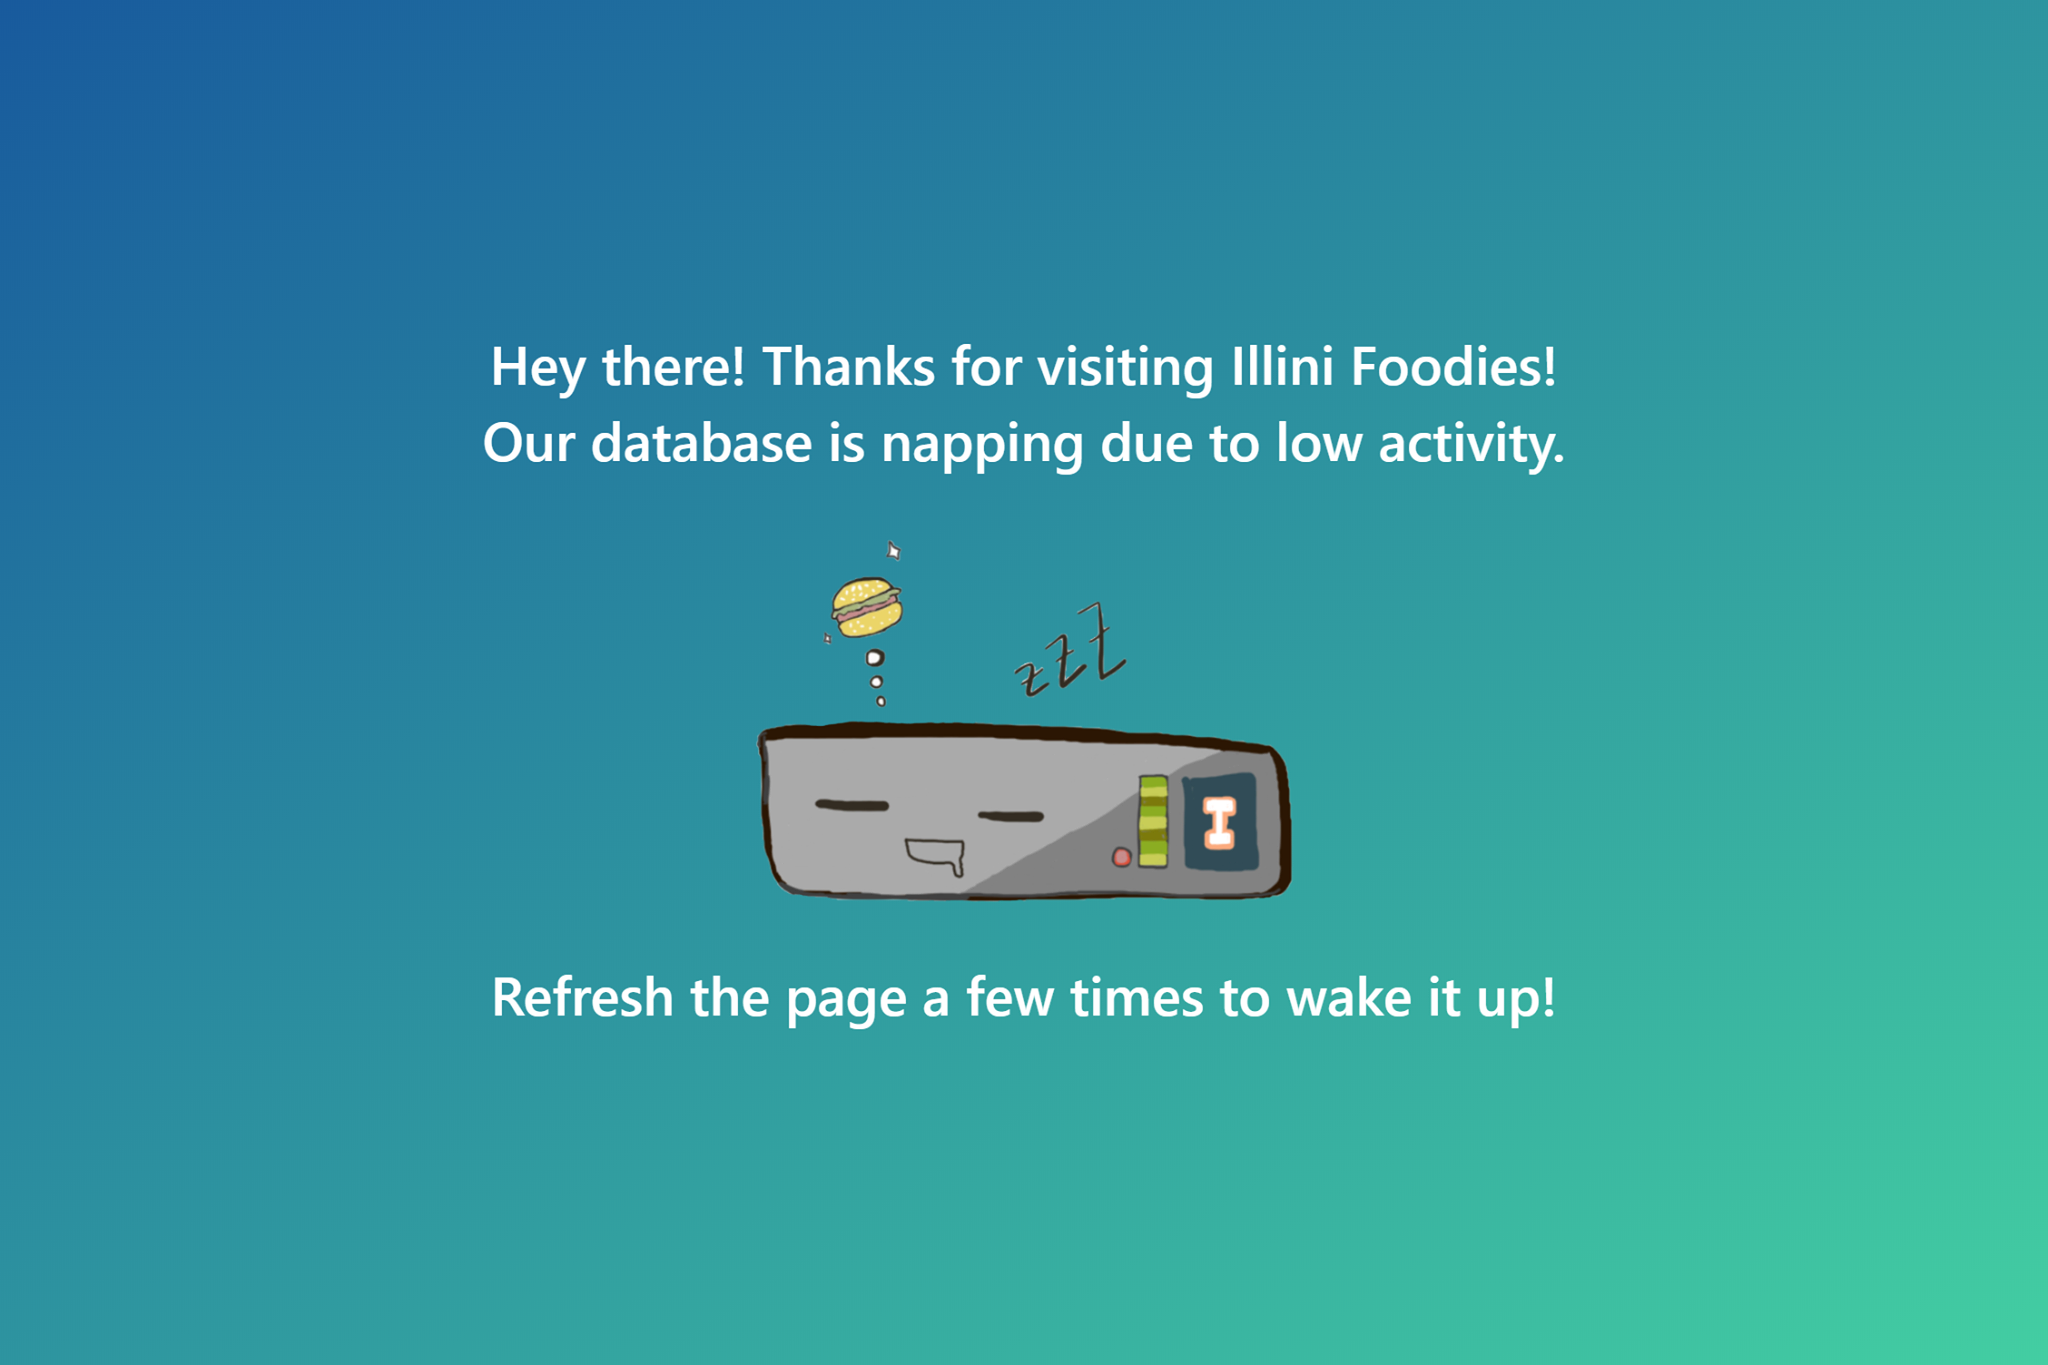 Hey there! Thanks for visiting Illini Foodies!
Our database is napping due to low activity.
zzz
I
Refresh the page a few times to wake it up!